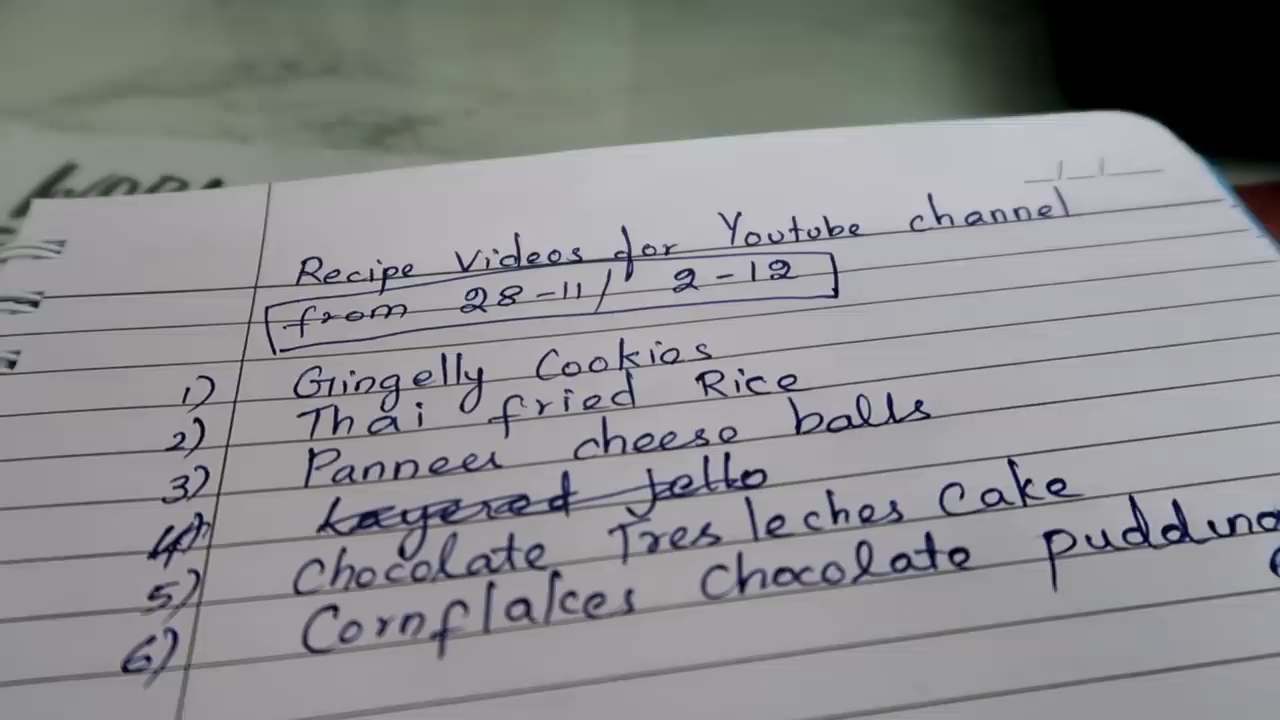 Recipe Videos for Youtube channel
from 28-11/ 2-12
1) Gingelly Cookies
2) Thai fried Rice
3) Panneer cheese balls
4) Layered Jello
5) Chocolate Tres leches Cake
6) Cornflakes Chocolate pudding